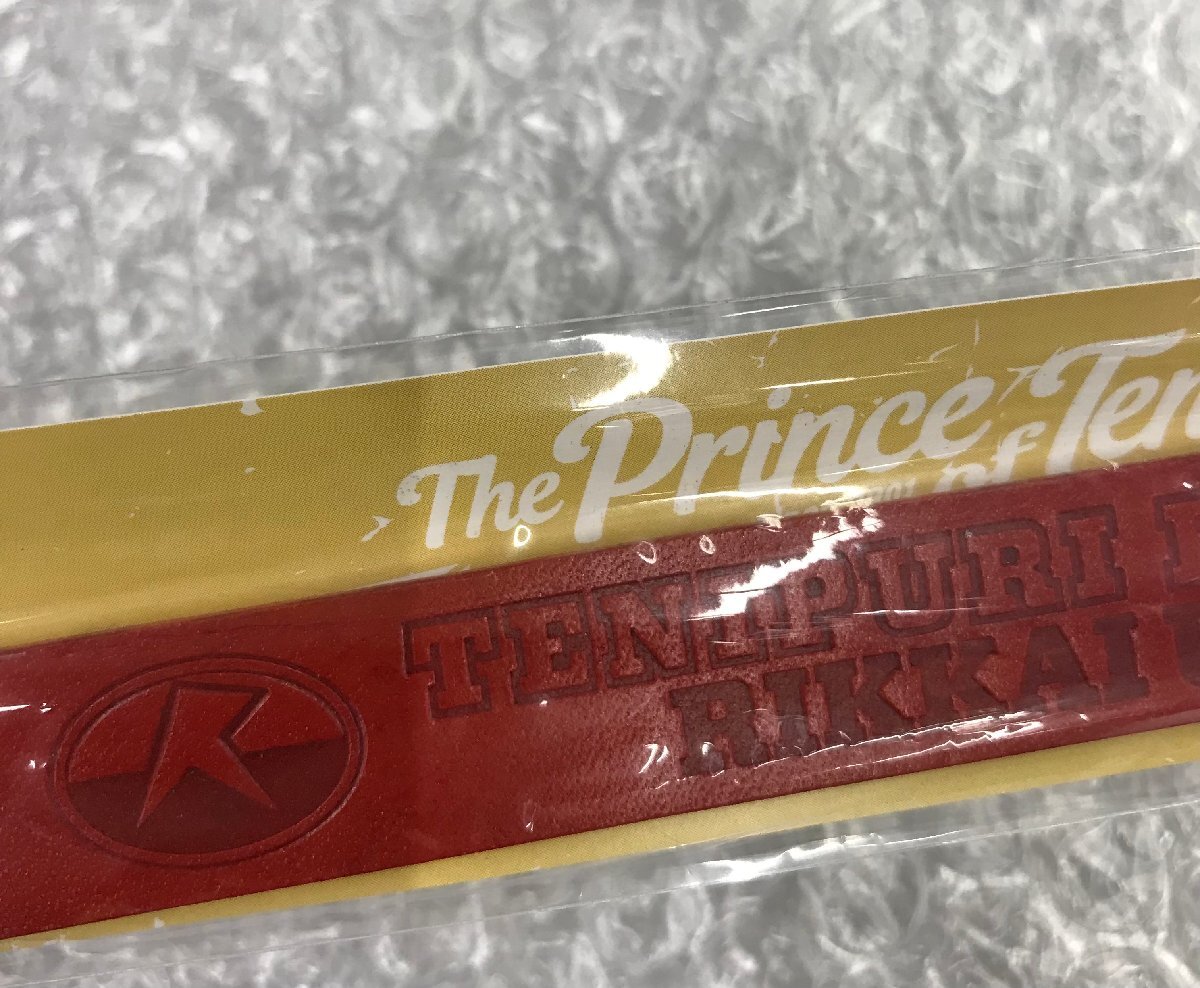 The Prince of Ten
TENIPURI
RIKKAI
R